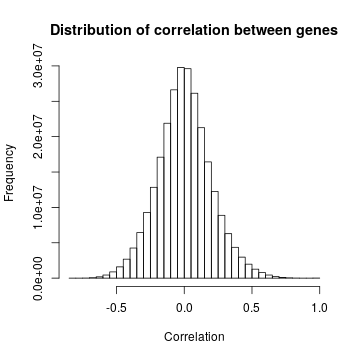 Distribution of correlation between genes
Frequency
3.0e+07
2.0e+07
1.0e+07
0.0e+00
-0.5 0.0 0.5 1.0
Correlation